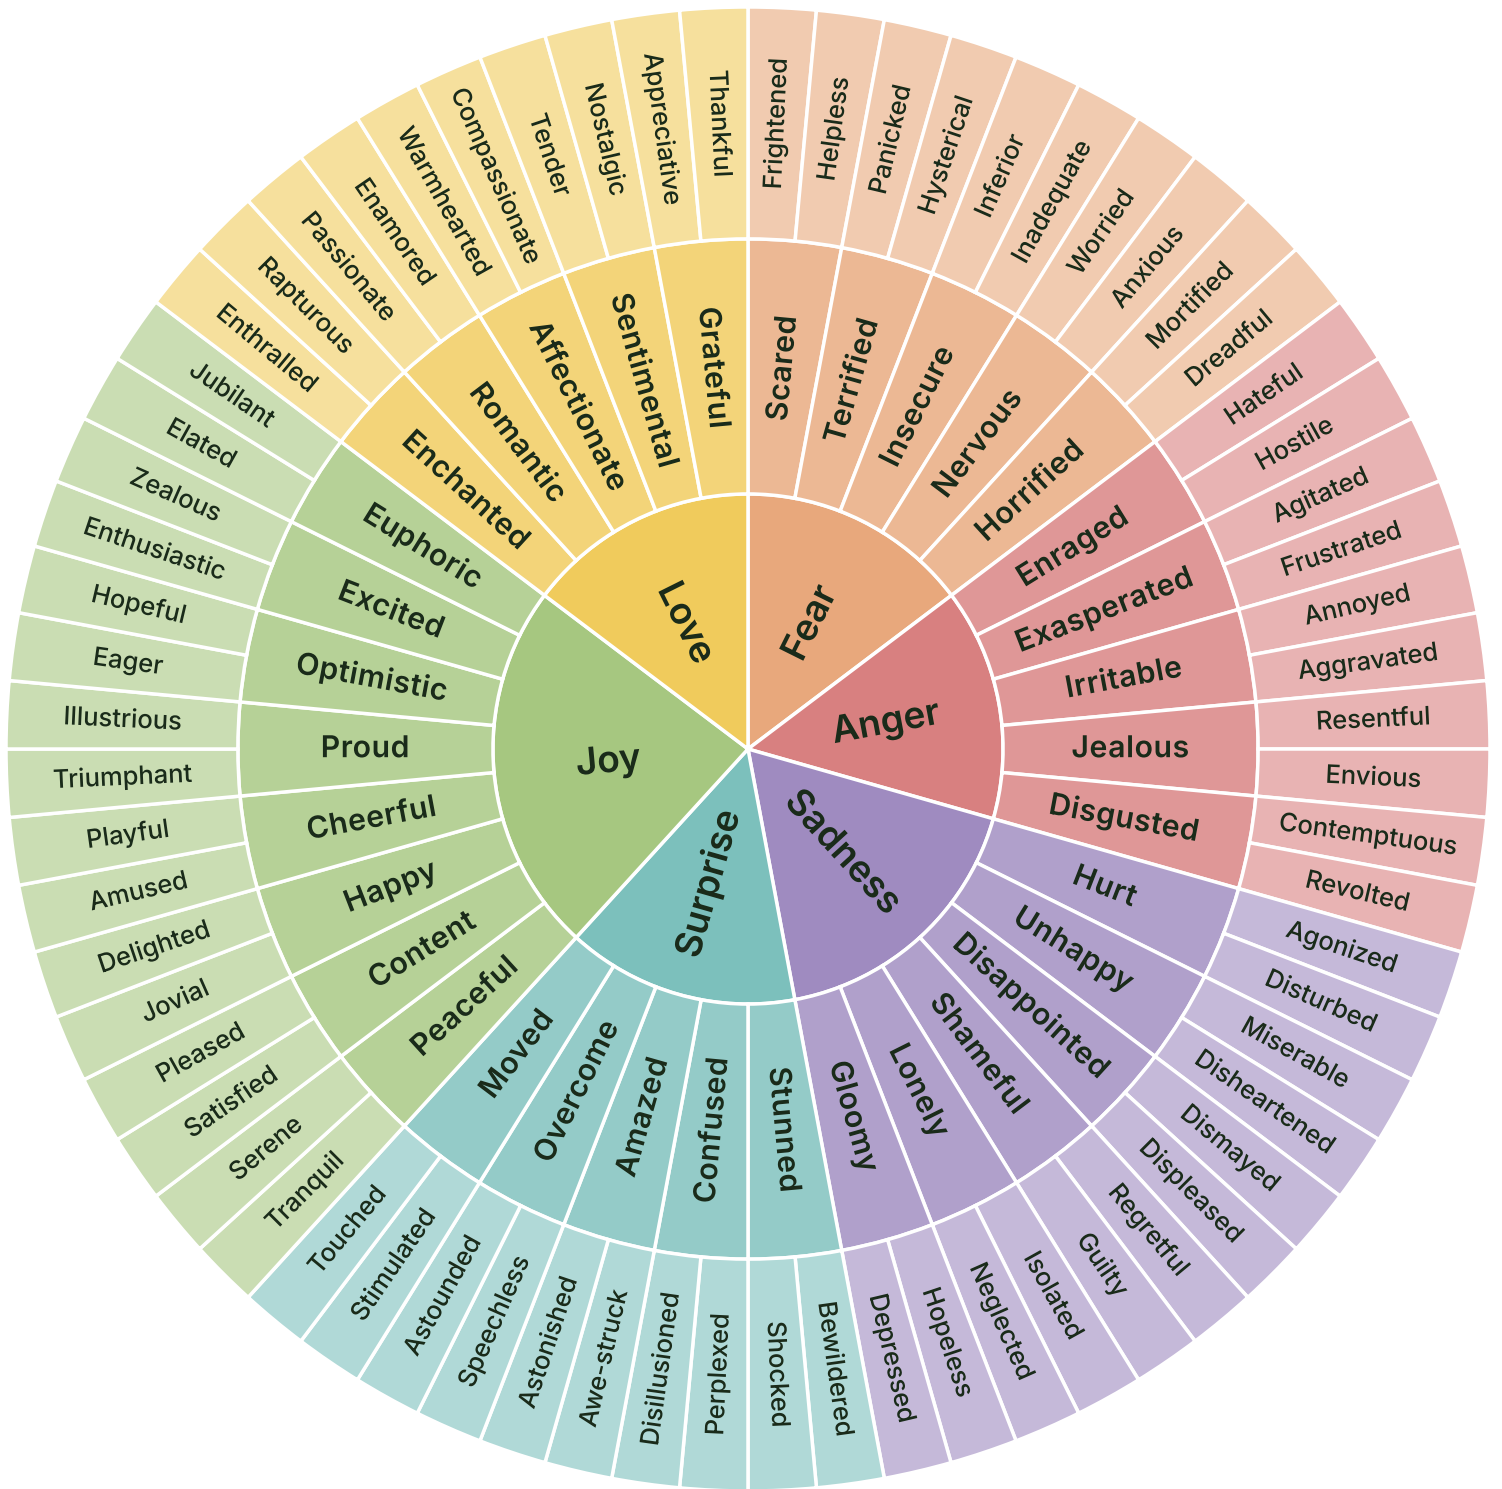 Love
Fear
Anger
Sadness
Surprise
Joy
Grateful
Scared
Terrified
Insecure
Nervous
Horrified
Enraged
Exasperated
Irritable
Jealous
Disgusted
Hurt
Unhappy
Disappointed
Shameful
Lonely
Gloomy
Stunned
Confused
Amazed
Overcome
Moved
Peaceful
Content
Happy
Cheerful
Proud
Optimistic
Excited
Euphoric
Enchanted
Romantic
Affectionate
Sentimental
Thankful
Frightened
Helpless
Panicked
Hysterical
Inferior
Inadequate
Worried
Anxious
Mortified
Dreadful
Hateful
Hostile
Agitated
Frustrated
Annoyed
Aggravated
Resentful
Envious
Contemptuous
Revolted
Agonized
Disturbed
Miserable
Disheartened
Dismayed
Displeased
Regretful
Guilty
Isolated
Neglected
Hopeless
Depressed
Bewildered
Shocked
Perplexed
Disillusioned
Awe-struck
Astonished
Speechless
Astounded
Stimulated
Touched
Tranquil
Serene
Satisfied
Pleased
Jovial
Delighted
Amused
Playful
Triumphant
Illustrious
Eager
Hopeful
Enthusiastic
Zealous
Elated
Jubilant
Enthralled
Rapturous
Passionate
Enamored
Warmhearted
Compassionate
Tender
Nostalgic
Appreciative